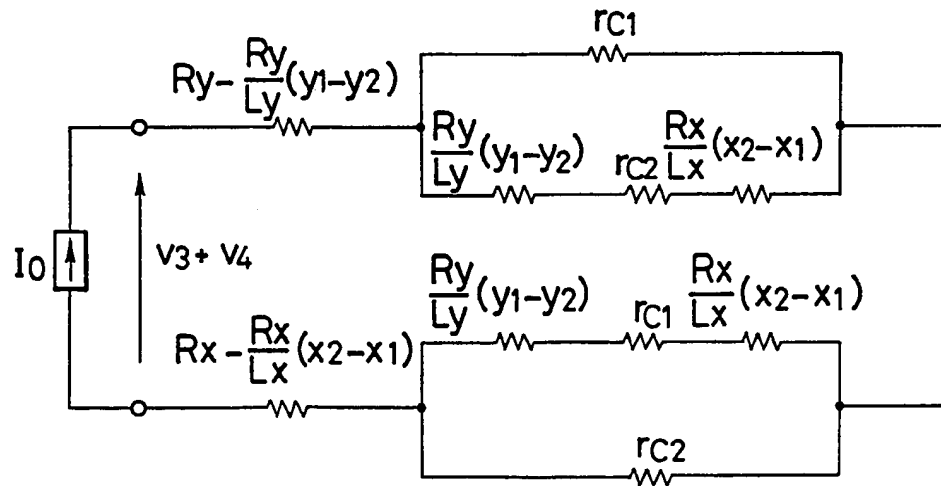 rC1
Ry-Ry/Ly(y1-y2)
Ry/Ly(y1-y2) rC2 Rx/Lx(x2-x1)
I0
v3+ v4
Ry/Ly(y1-y2) rC1 Rx/Lx(x2-x1)
Rx-Rx/Lx(x2-x1)
rC2